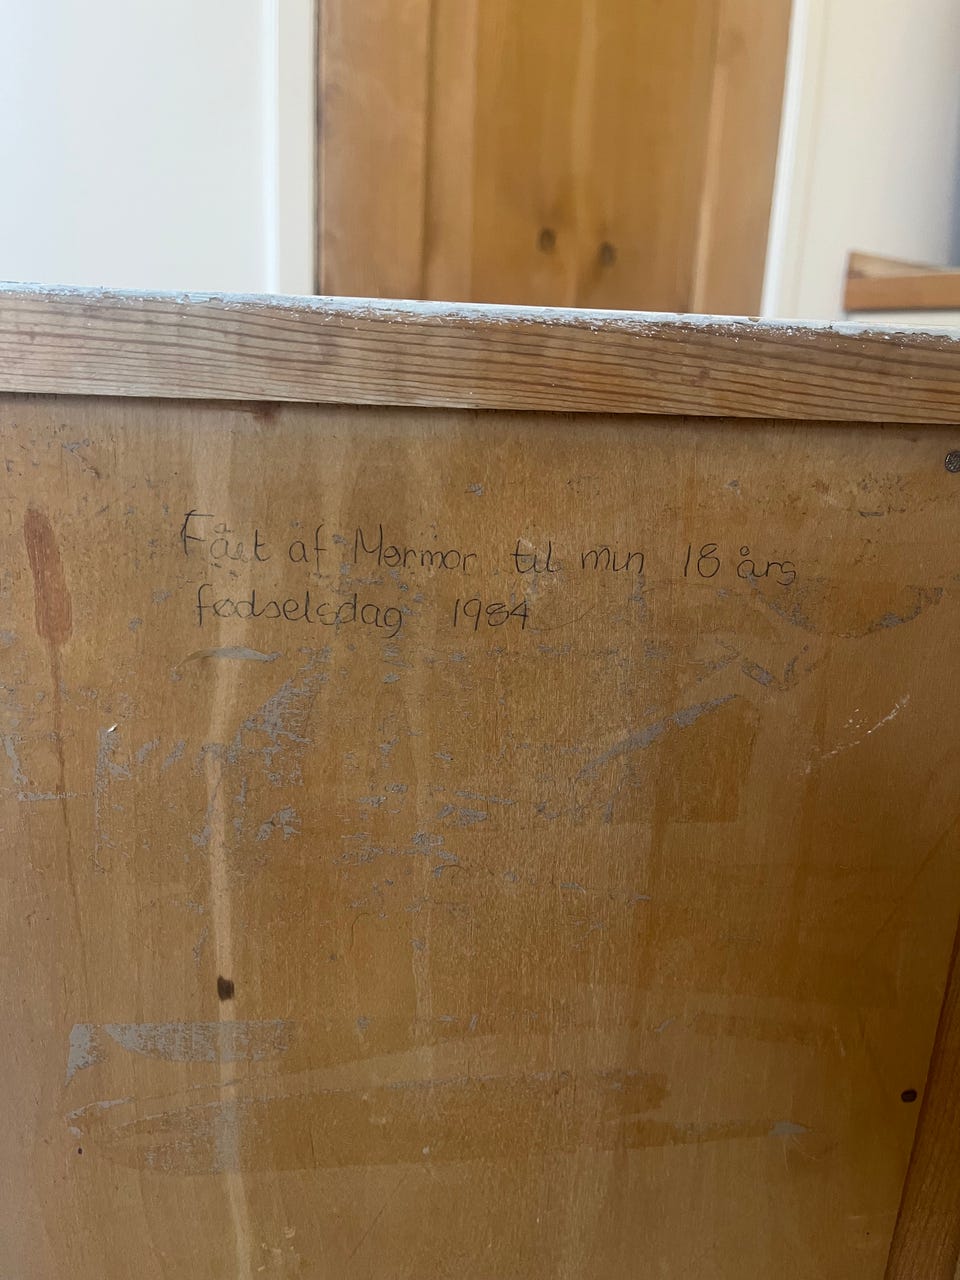 Fået af Mormor til min 18 års
fødselsdag 1984